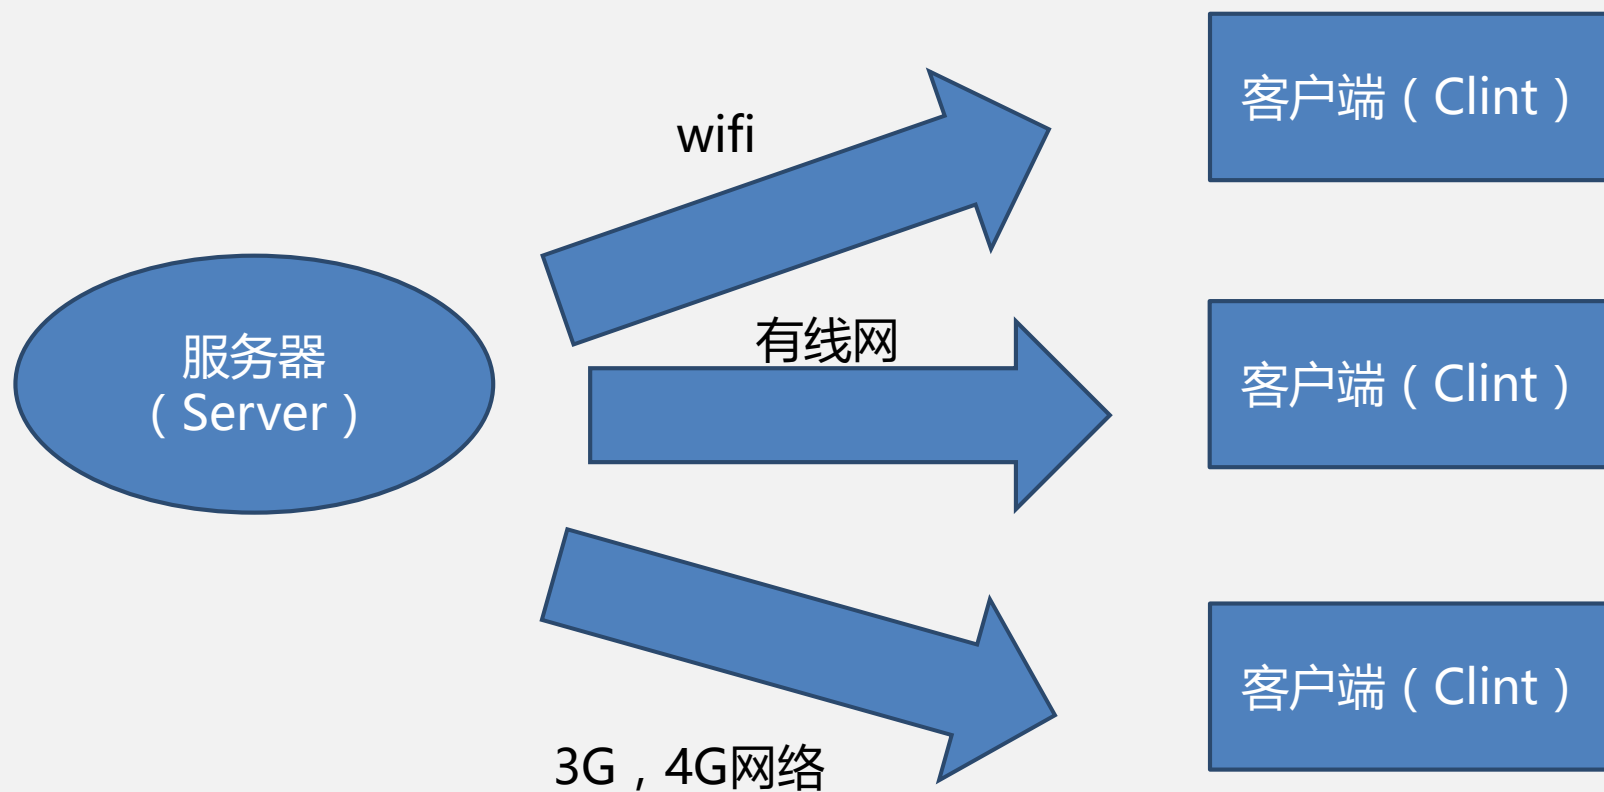 wifi
客户端（Clint）
有线网
服务器
（Server）
客户端（Clint）
3G，4G网络
客户端（Clint）